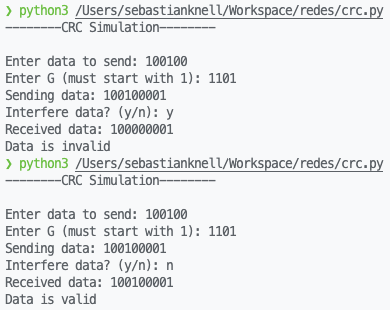 ❯ python3 /Users/sebastianknell/Workspace/redes/crc.py
--------CRC Simulation--------
Enter data to send: 100100
Enter G (must start with 1): 1101
Sending data: 100100001
Interfere data? (y/n): y
Received data: 100000001
Data is invalid
❯ python3 /Users/sebastianknell/Workspace/redes/crc.py
--------CRC Simulation--------
Enter data to send: 100100
Enter G (must start with 1): 1101
Sending data: 100100001
Interfere data? (y/n): n
Received data: 100100001
Data is valid